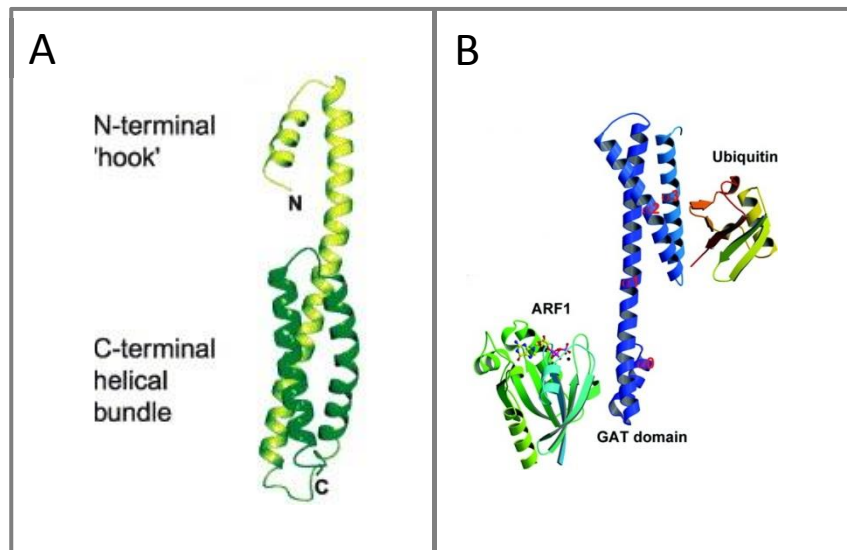 A
N-terminal
'hook'
N
C-terminal
helical
bundle
C
B
Ubiquitin
ARF1
GAT domain